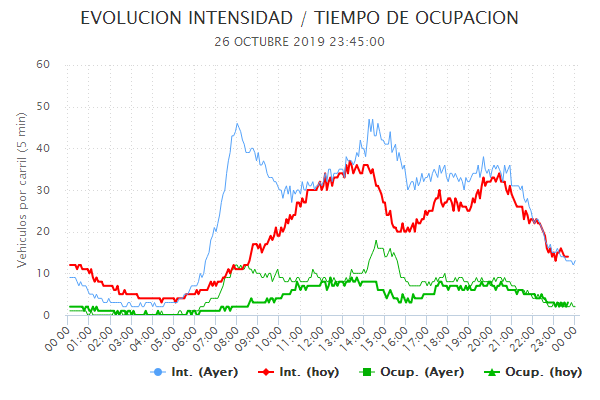 EVOLUCION INTENSIDAD / TIEMPO DE OCUPACION
26 OCTUBRE 2019 23:45:00
Vehiculos por carril (5 min)
60
50
40
30
20
10
0
00:00 01:00 02:00 03:00 04:00 05:00 06:00 07:00 08:00 09:00 10:00 11:00 12:00 13:00 14:00 15:00 16:00 17:00 18:00 19:00 20:00 21:00 22:00 23:00 00:00
Int. (Ayer) Int. (hoy) Ocup. (Ayer) Ocup. (hoy)